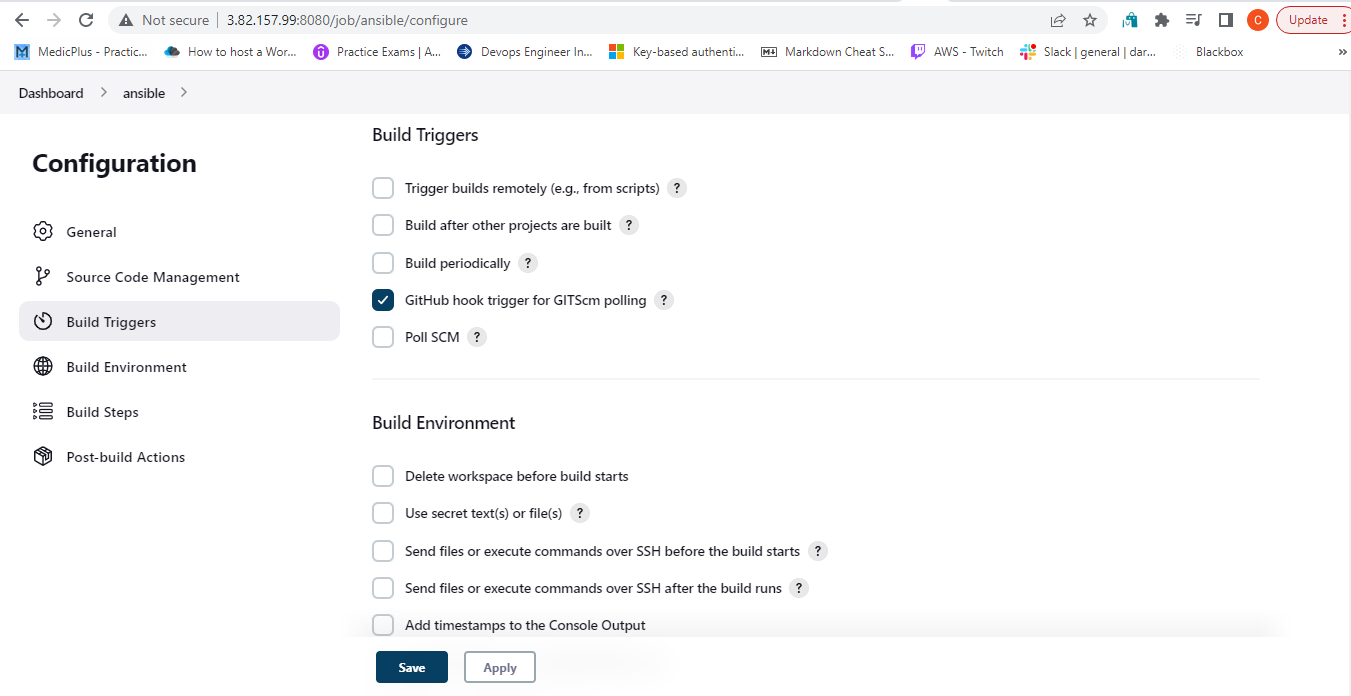 Not secure 3.82.157.99:8080/job/ansible/configure C Update
MedicPlus - Practic... How to host a Wor... Practice Exams | A... Devops Engineer In... Key-based authenti... Markdown Cheat S... AWS - Twitch Slack | general | dar... Blackbox »
Dashboard > ansible >
Configuration
General
Source Code Management
Build Triggers
Build Environment
Build Steps
Post-build Actions
Build Triggers
Trigger builds remotely (e.g., from scripts) ?
Build after other projects are built ?
Build periodically ?
GitHub hook trigger for GITScm polling ?
Poll SCM ?
Build Environment
Delete workspace before build starts
Use secret text(s) or file(s) ?
Send files or execute commands over SSH before the build starts ?
Send files or execute commands over SSH after the build runs ?
Add timestamps to the Console Output
Save Apply